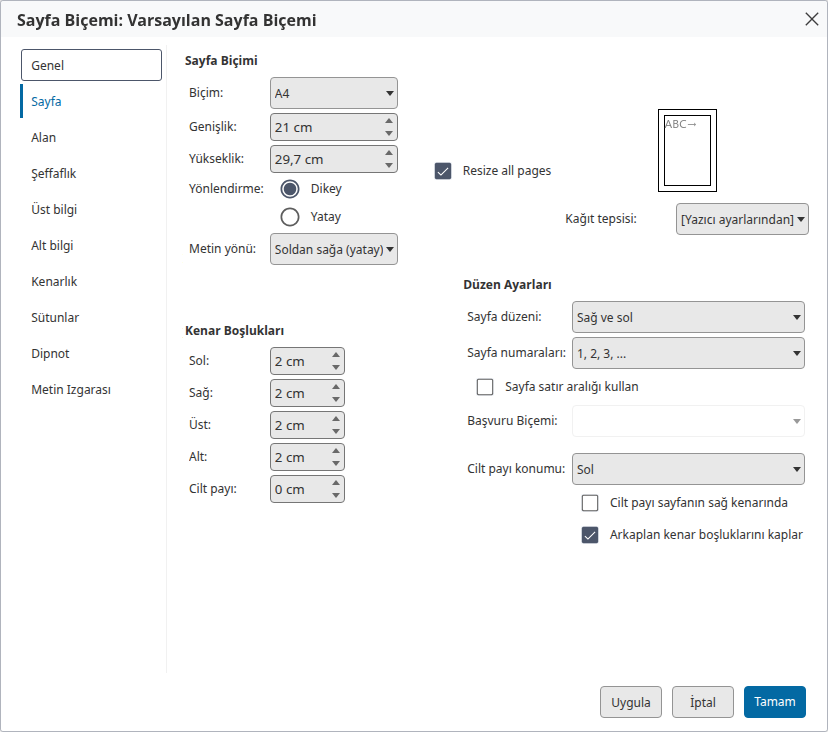 Sayfa Biçemi: Varsayılan Sayfa Biçemi
Genel
Sayfa
Alan
Şeffaflık
Üst bilgi
Alt bilgi
Kenarlık
Sütunlar
Dipnot
Metin Izgarası
Sayfa Biçimi
Biçim: A4
Genişlik: 21 cm
Yükseklik: 29,7 cm
Yönlendirme: Dikey
Yatay
Metin yönü: Soldan sağa (yatay)
Resize all pages
ABC→
Kağıt tepsisi: [Yazıcı ayarlarından]
Kenar Boşlukları
Sol: 2 cm
Sağ: 2 cm
Üst: 2 cm
Alt: 2 cm
Cilt payı: 0 cm
Düzen Ayarları
Sayfa düzeni: Sağ ve sol
Sayfa numaraları: 1, 2, 3, ...
Sayfa satır aralığı kullan
Başvuru Biçemi:
Cilt payı konumu: Sol
Cilt payı sayfanın sağ kenarında
Arkaplan kenar boşluklarını kaplar
Uygula
İptal
Tamam